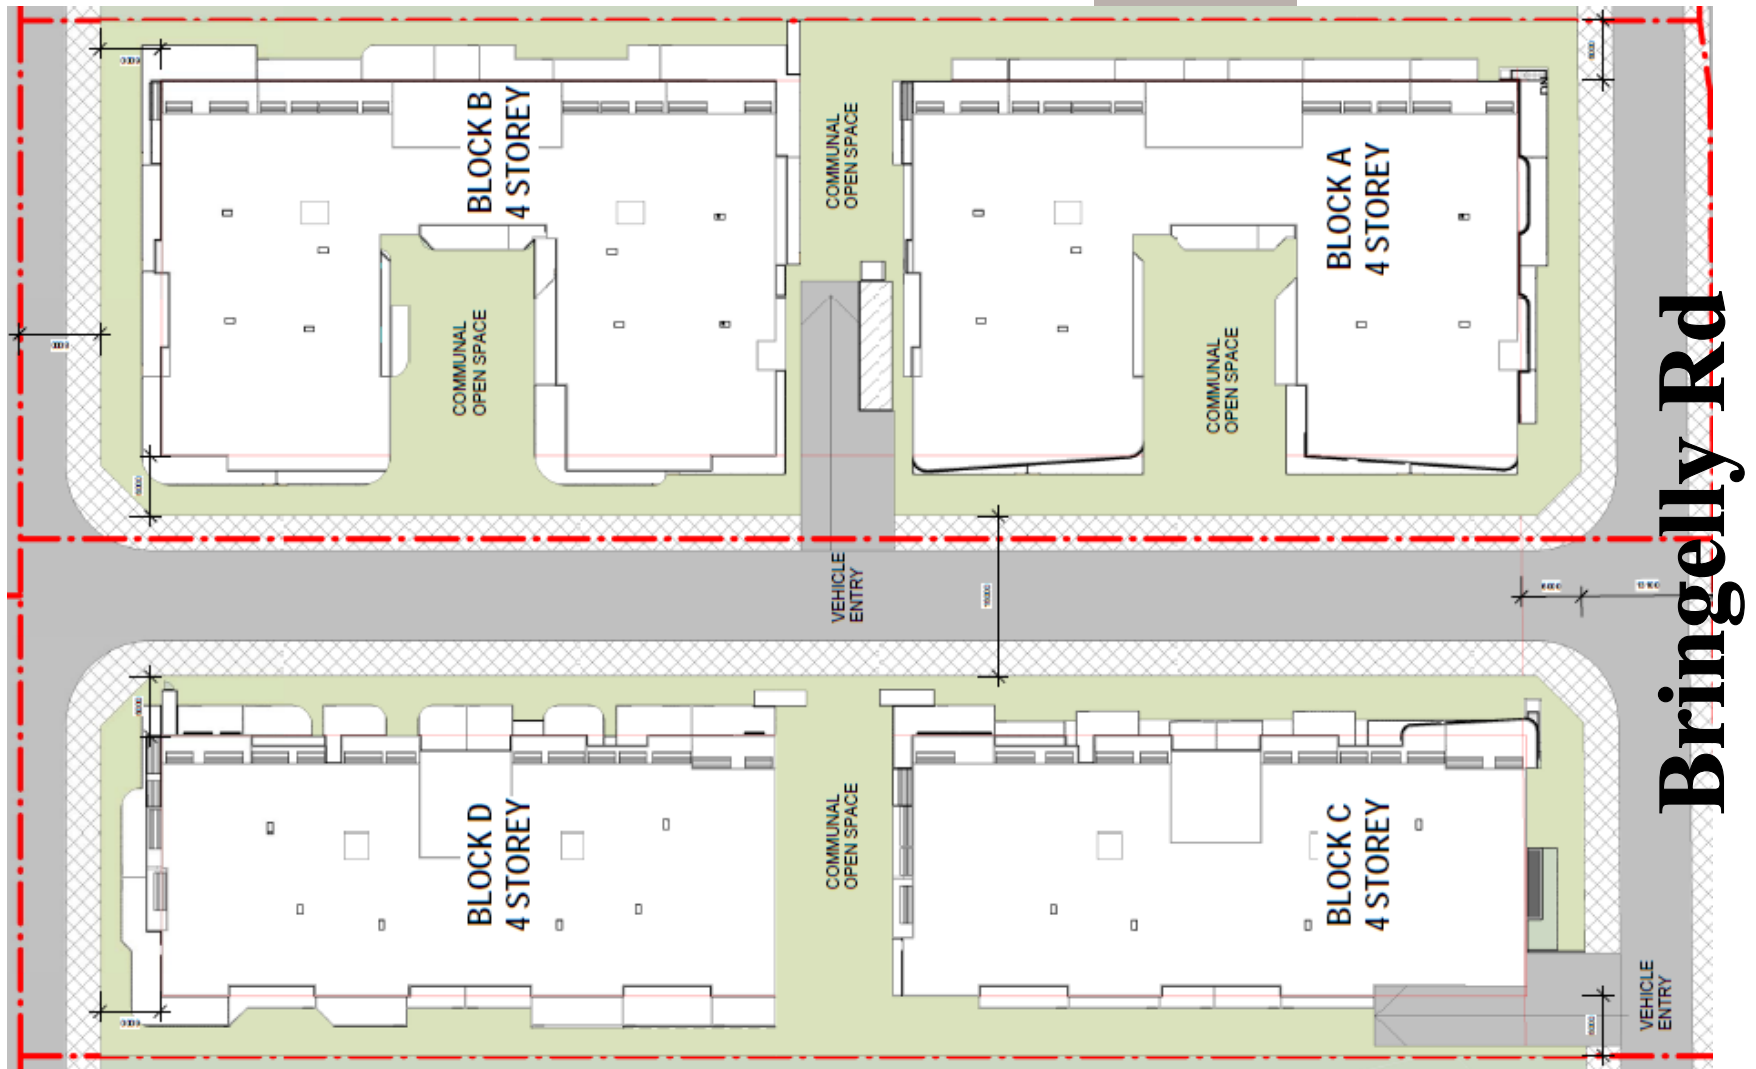 BLOCK B
4 STOREY
COMMUNAL
OPEN SPACE
BLOCK A
4 STOREY
COMMUNAL
OPEN SPACE
COMMUNAL
OPEN SPACE
Bringelly Rd
VEHICLE
ENTRY
16000
BLOCK D
4 STOREY
COMMUNAL
OPEN SPACE
BLOCK C
4 STOREY
VEHICLE
ENTRY